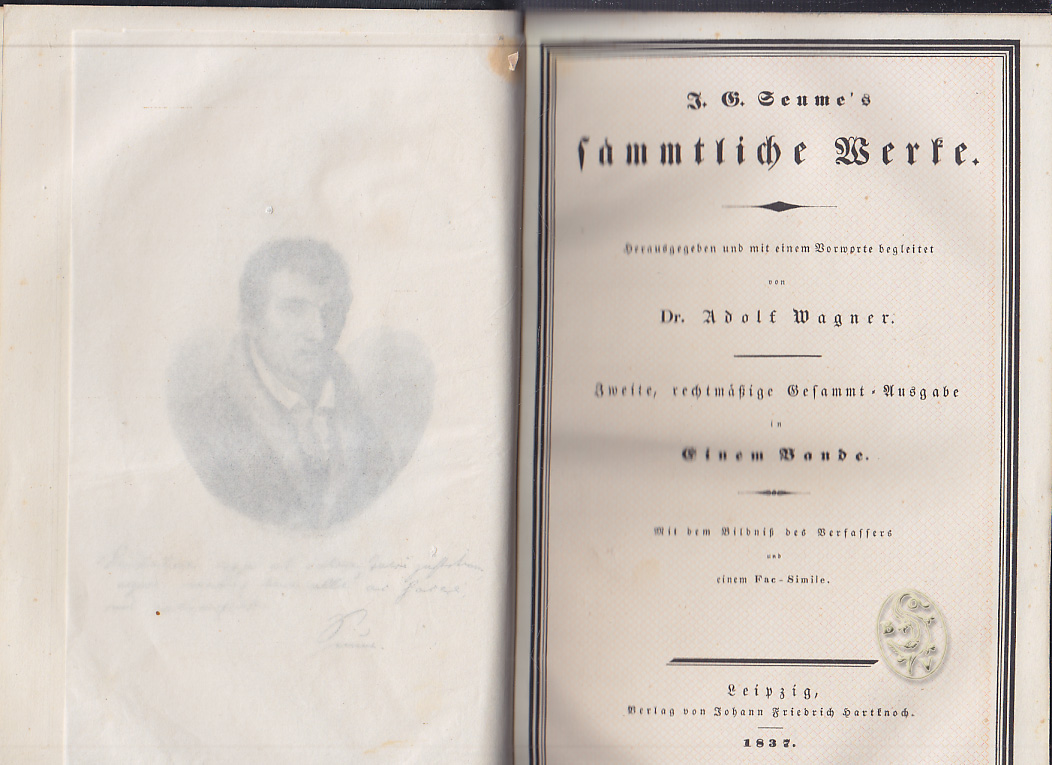 J. G. Seume's
sämmtliche Werke.
Herausgegeben und mit einem Vorworte begleitet
von
Dr. Adolf Wagner.
Zweite, rechtmäßige Gesammt-Ausgabe
in
Einem Bande.
Mit dem Bildniß des Verfassers
und
einem Fac-Simile.
Leipzig,
Verlag von Johann Friedrich Hartknoch.
1837.